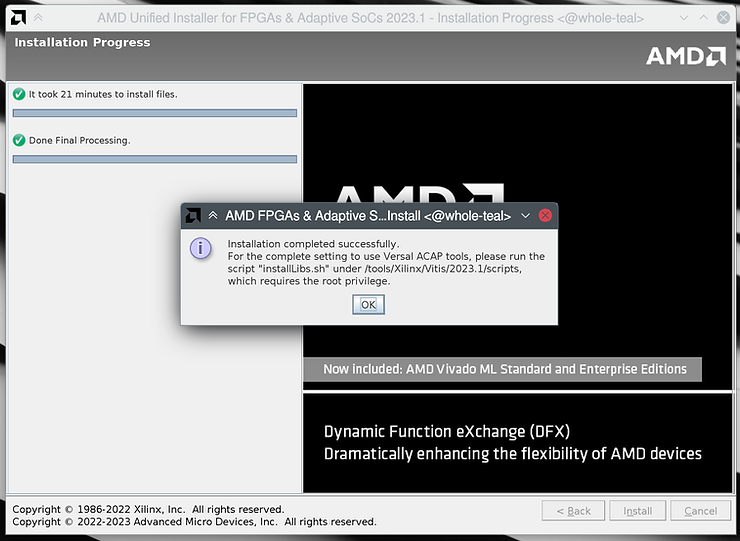 AMD Unified Installer for FPGAs & Adaptive SoCs 2023.1 - Installation Progress <@whole-teal>
Installation Progress
AMD
It took 21 minutes to install files.
Done Final Processing.
AMD
AMD FPGAs & Adaptive S...Install <@whole-teal>
Installation completed successfully.
For the complete setting to use Versal ACAP tools, please run the
script "installLibs.sh" under /tools/Xilinx/Vitis/2023.1/scripts,
which requires the root privilege.
OK
Now included: AMD Vivado ML Standard and Enterprise Editions
Dynamic Function eXchange (DFX)
Dramatically enhancing the flexibility of AMD devices
Copyright © 1986-2022 Xilinx, Inc. All rights reserved.
Copyright © 2022-2023 Advanced Micro Devices, Inc. All rights reserved.
< Back
Install
Cancel